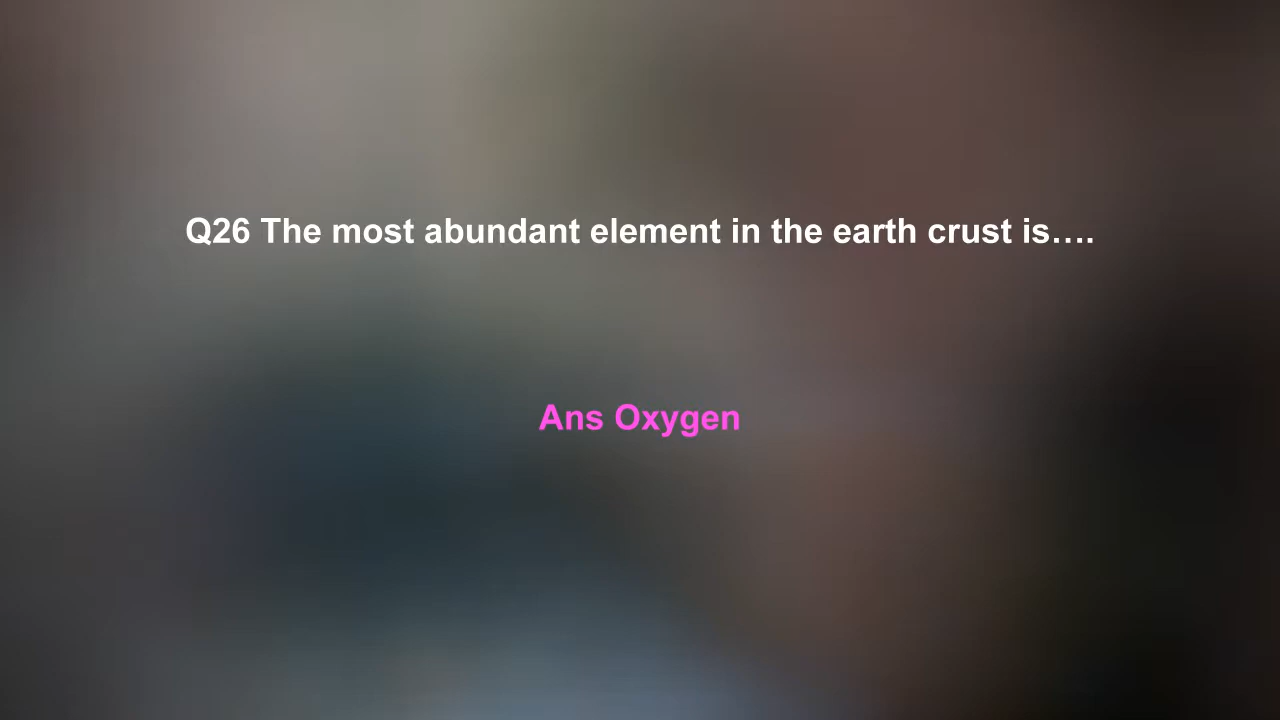 Q26 The most abundant element in the earth crust is….
Ans Oxygen